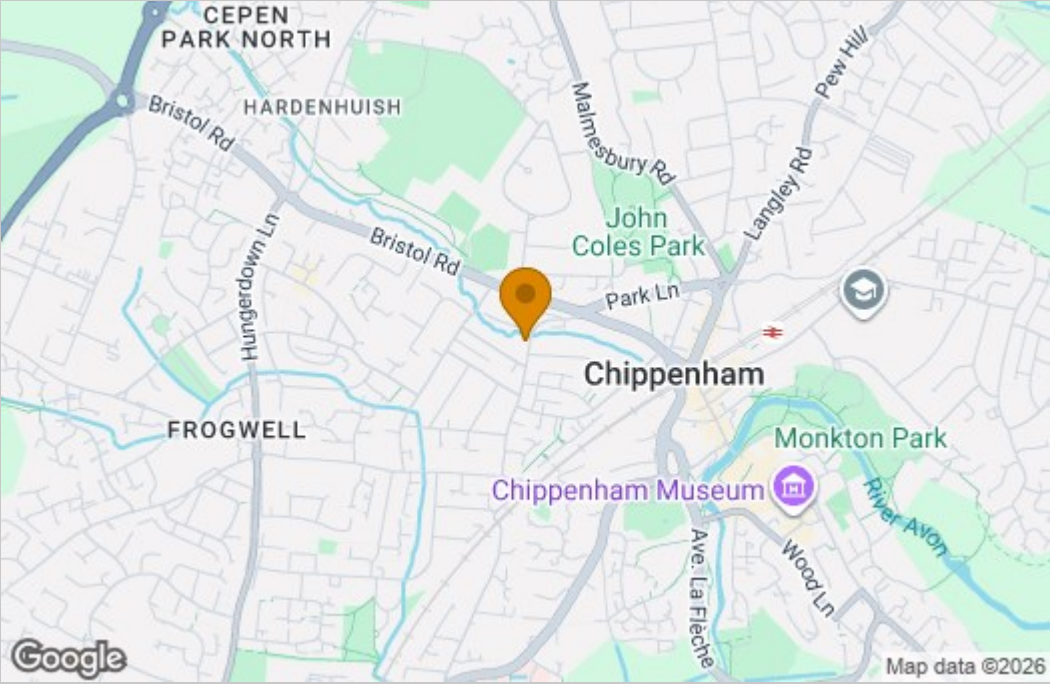 CEPEN
PARK NORTH
HARDENHUISH
Bristol Rd
Pew Hill
Malmesbury Rd
Langley Rd
John
Coles Park
Hungerdown Ln
Bristol Rd
Park Ln
Chippenham
FROGWELL
Monkton Park
Chippenham Museum
River Avon
Ave. La Flèche
Wood Ln
Google
Map data ©2026